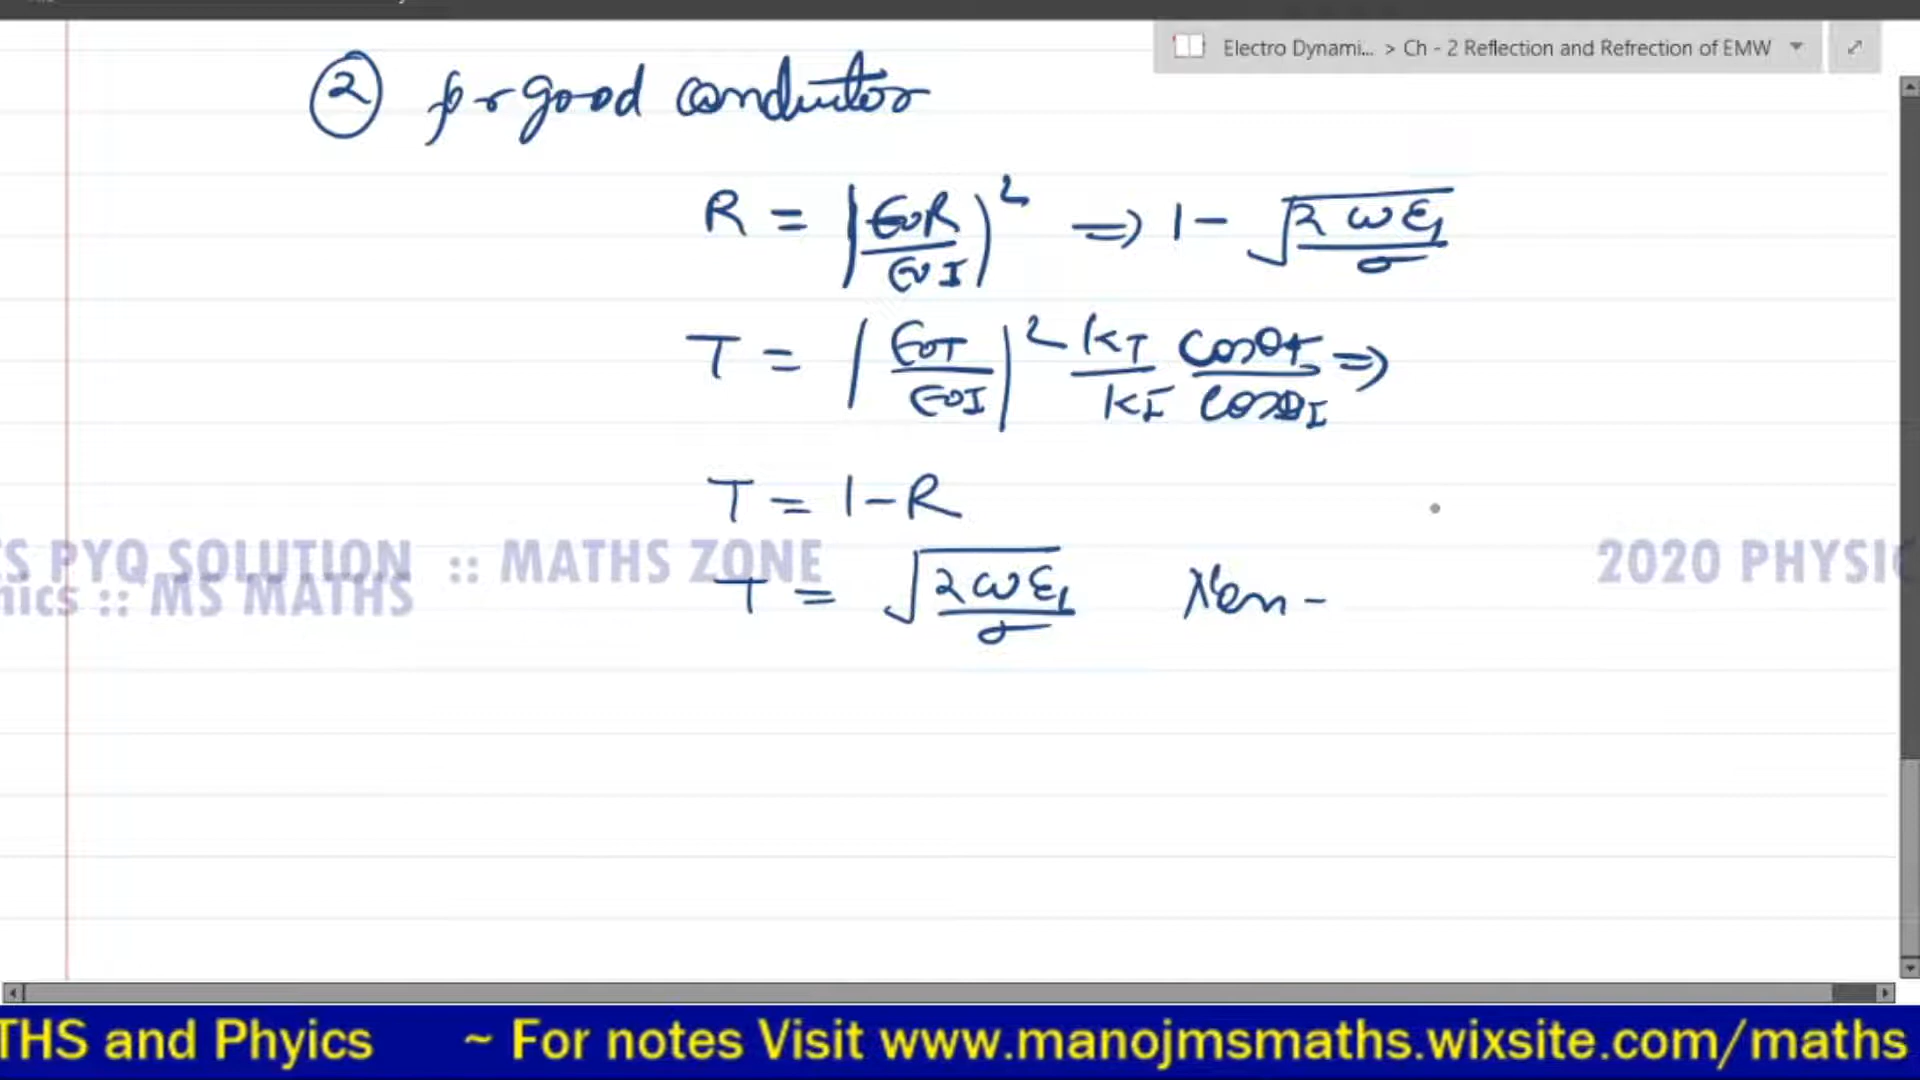 Electro Dynami... > Ch - 2 Reflection and Refrection of EMW
② for good conductor
R = |E0R/E0I|² ⇒ 1 - √(2ωε₁/σ)
T = |E0T/E0I|² KT/KI cosθT/cosθI ⇒
T = 1 - R
S PYQ SOLUTION :: MATHS ZONE
2020 PHYSIC
nics :: MS MATHS
T = √(2ωε₁/σ)
THS and Phyics ~ For notes Visit www.manojmsmaths.wixsite.com/maths